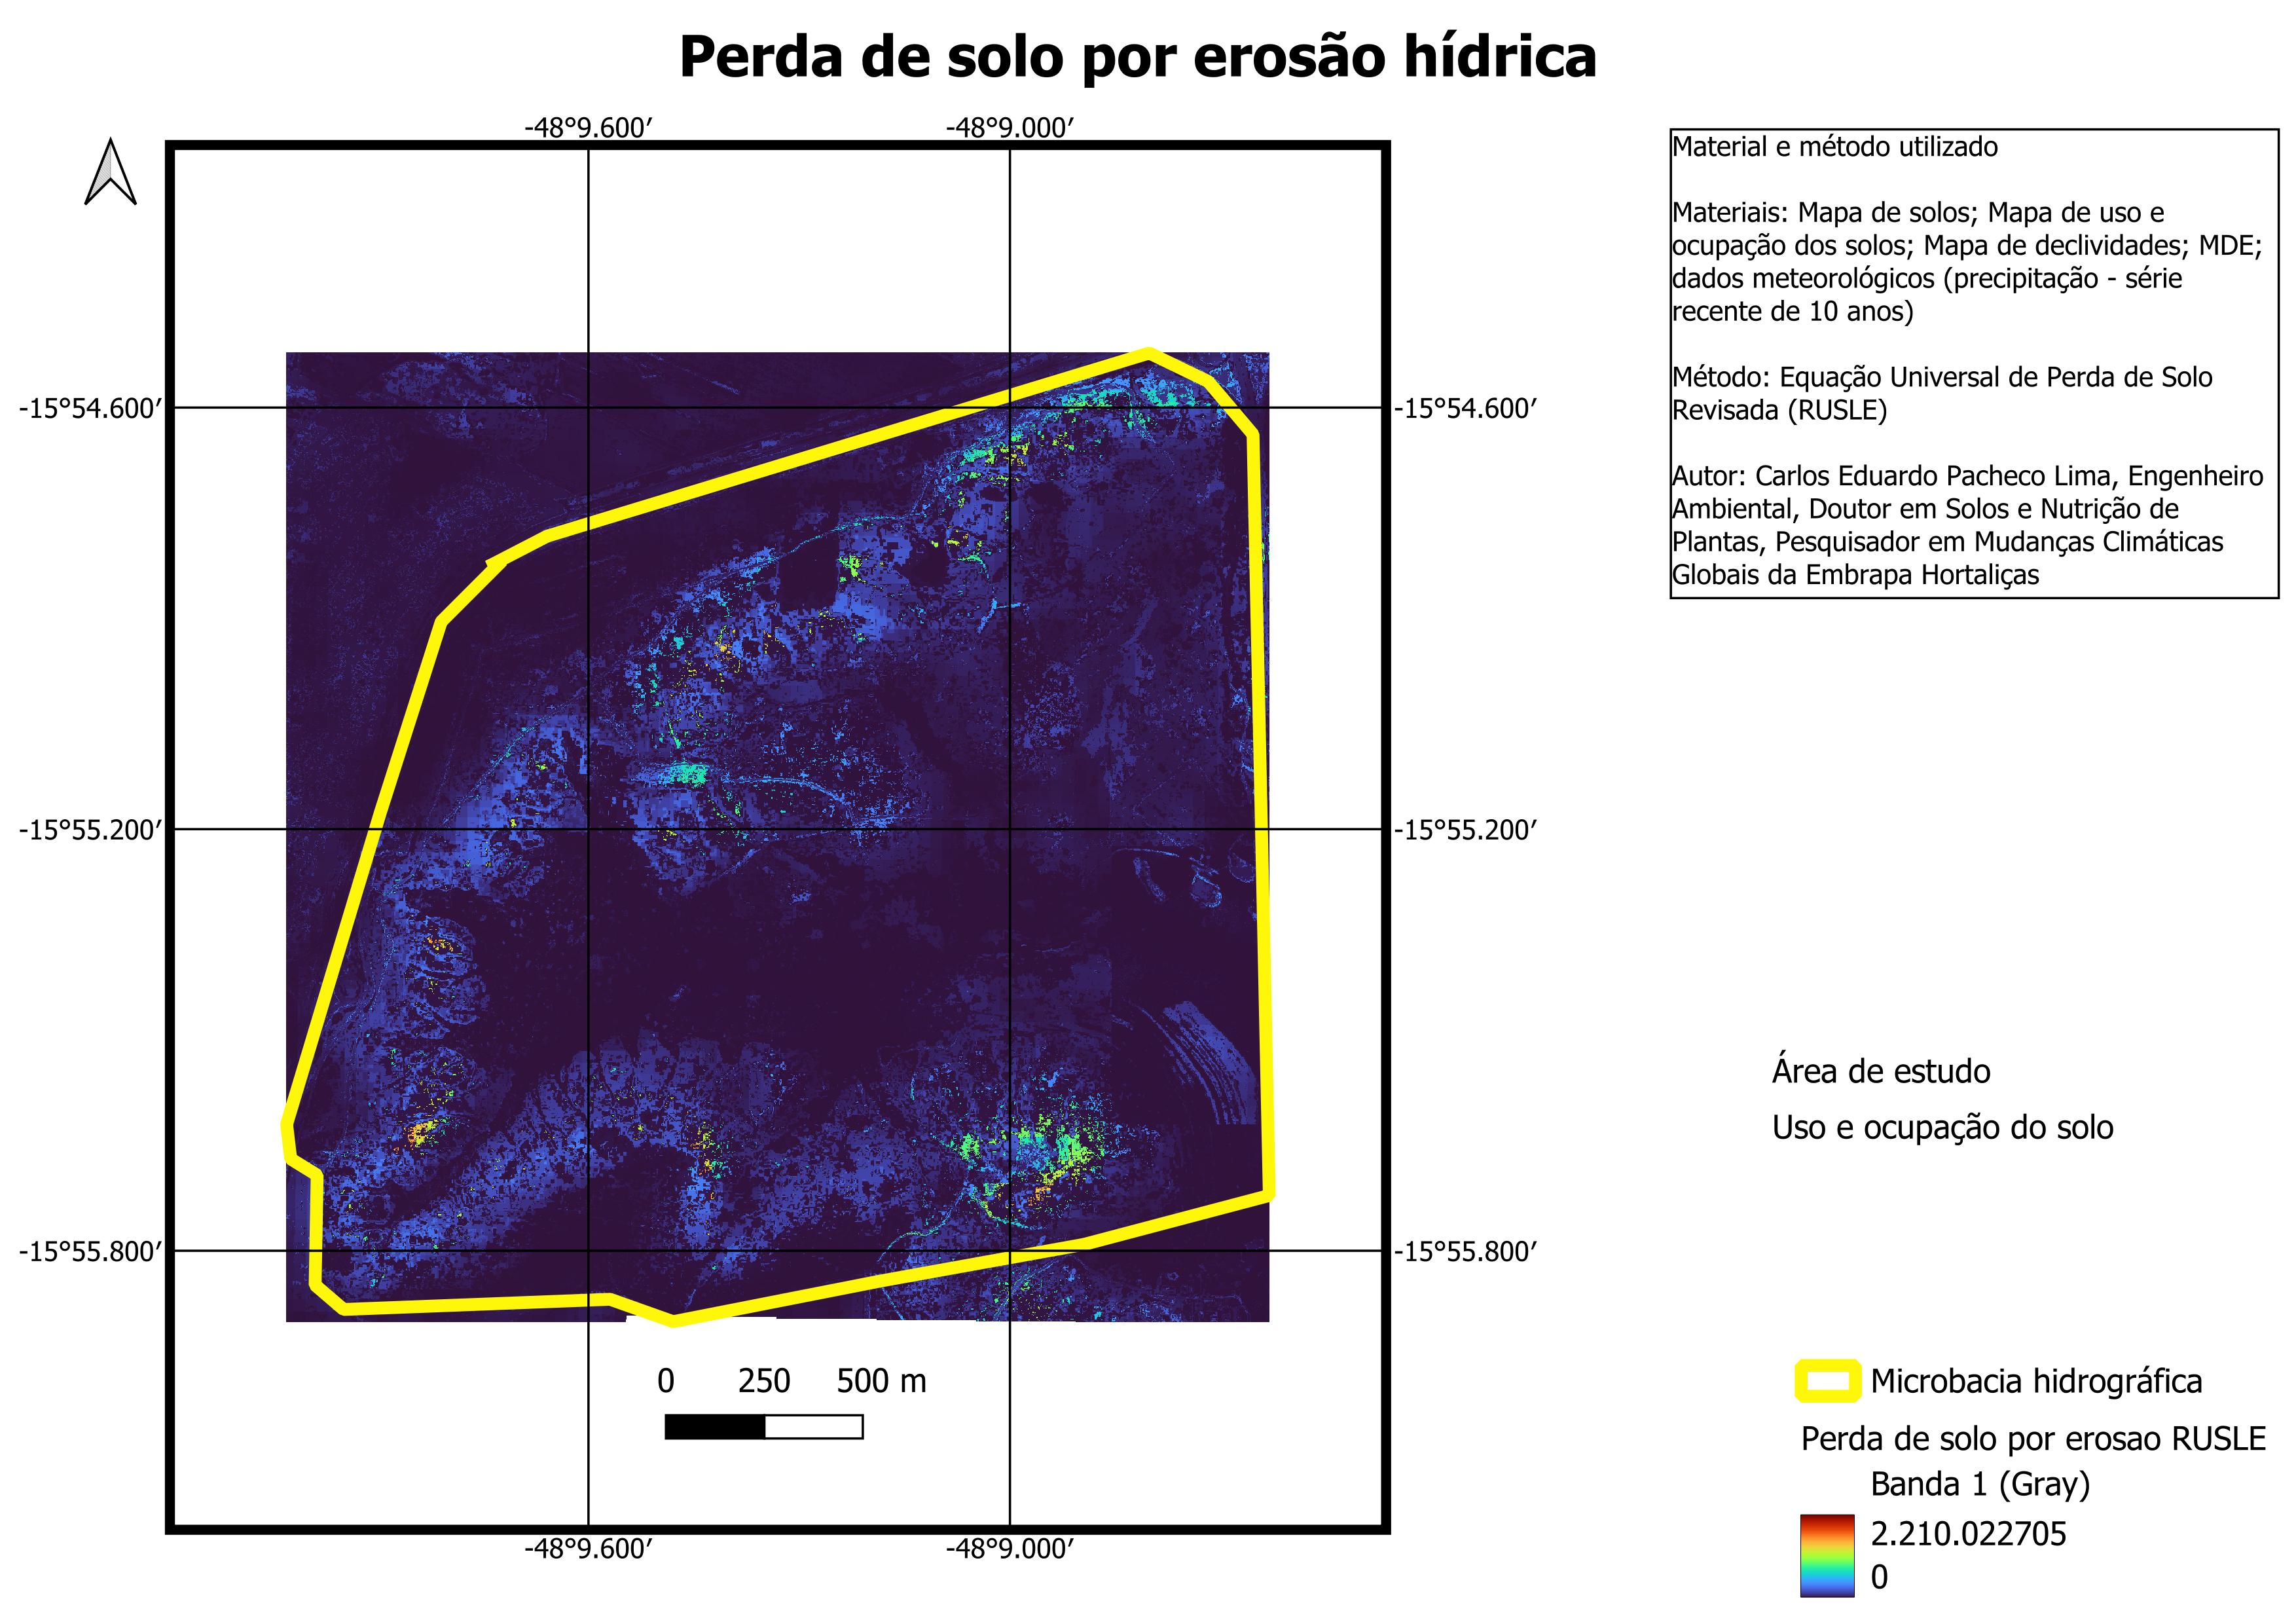 Perda de solo por erosão hídrica
-48°9.600′
-48°9.000′
Material e método utilizado
Materiais: Mapa de solos; Mapa de uso e
ocupação dos solos; Mapa de declividades; MDE;
dados meteorológicos (precipitação - série
recente de 10 anos)
Método: Equação Universal de Perda de Solo
Revisada (RUSLE)
Autor: Carlos Eduardo Pacheco Lima, Engenheiro
Ambiental, Doutor em Solos e Nutrição de
Plantas, Pesquisador em Mudanças Climáticas
Globais da Embrapa Hortaliças
-15°54.600′
-15°54.600′
-15°55.200′
-15°55.200′
Área de estudo
Uso e ocupação do solo
-15°55.800′
-15°55.800′
0 250 500 m
Microbacia hidrográfica
Perda de solo por erosao RUSLE
Banda 1 (Gray)
2.210.022705
0
-48°9.600′
-48°9.000′